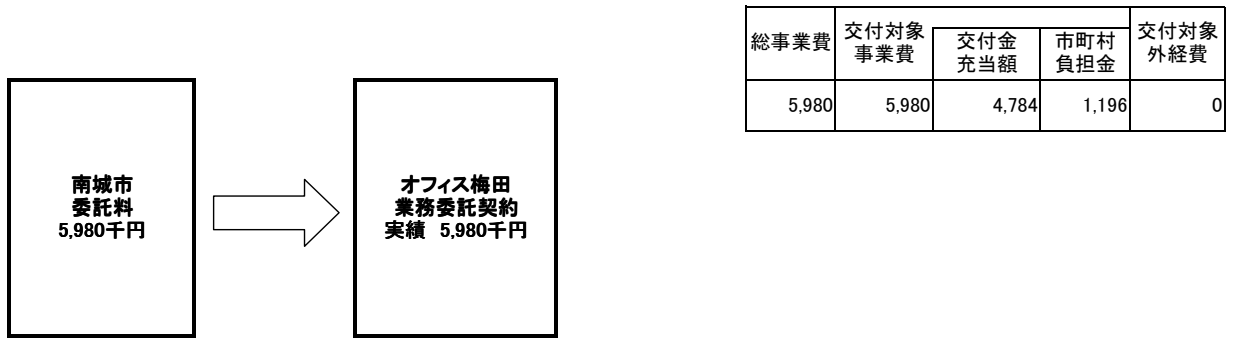 総事業費
交付対象
事業費
交付金
充当額
市町村
負担金
交付対象
外経費
5,980
5,980
4,784
1,196
0
南城市
委託料
5,980千円
オフィス梅田
業務委託契約
実績 5,980千円